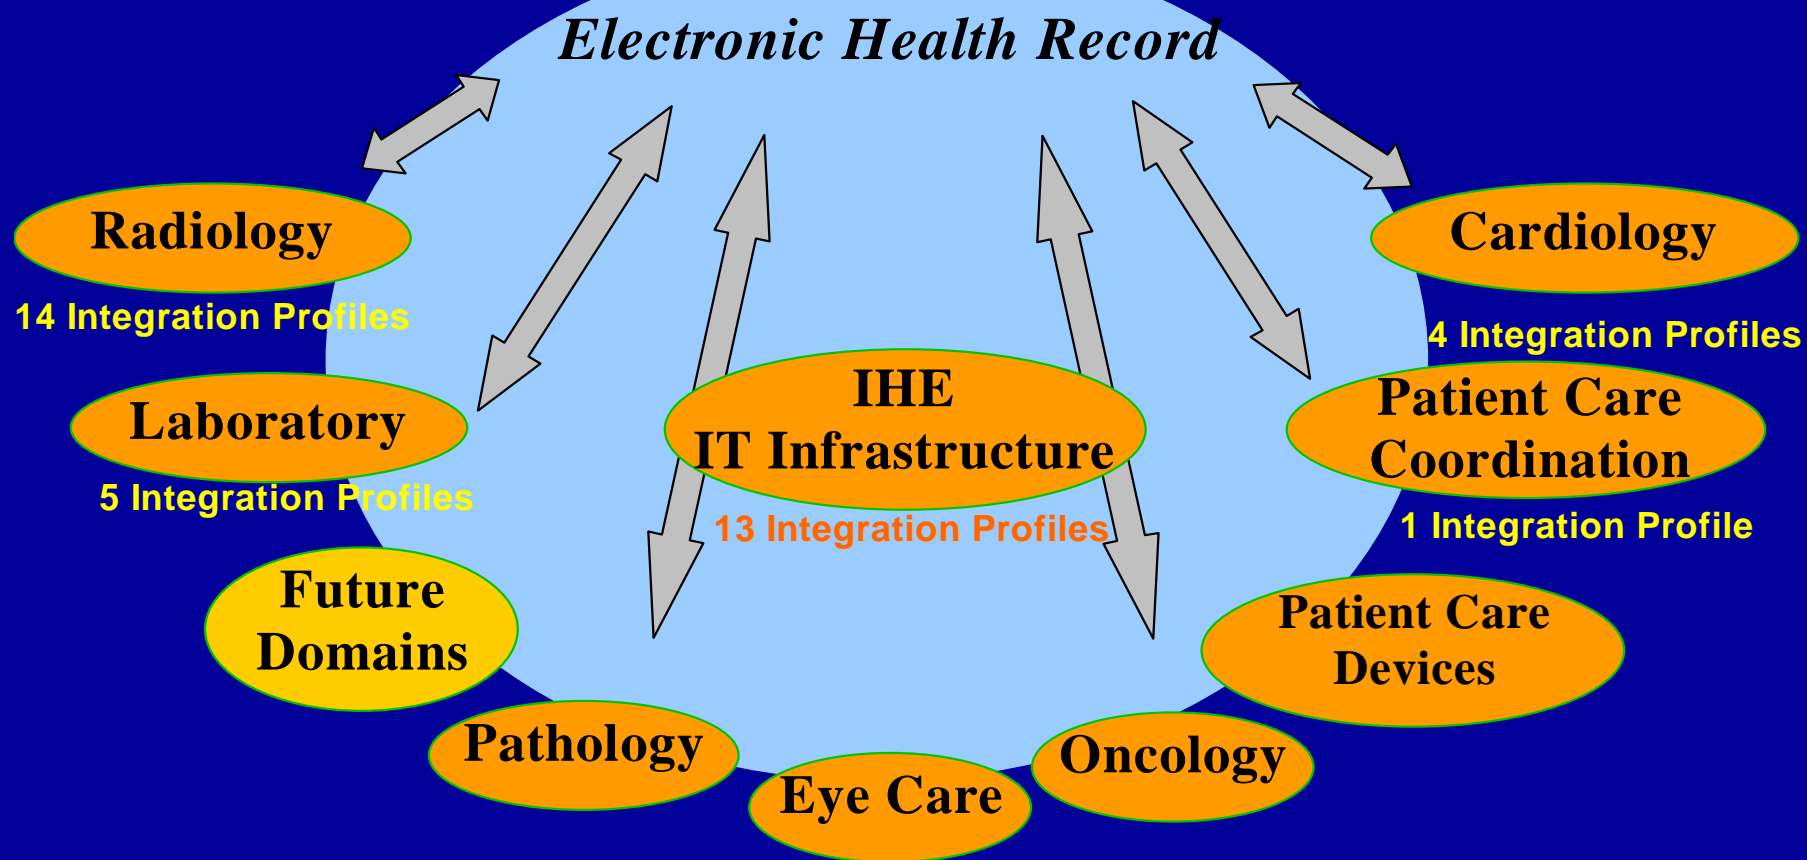 Electronic Health Record
Radiology
Cardiology
14 Integration Profiles
4 Integration Profiles
Laboratory
IHE
IT Infrastructure
Patient Care
Coordination
5 Integration Profiles
13 Integration Profiles
1 Integration Profile
Future
Domains
Patient Care
Devices
Pathology
Oncology
Eye Care